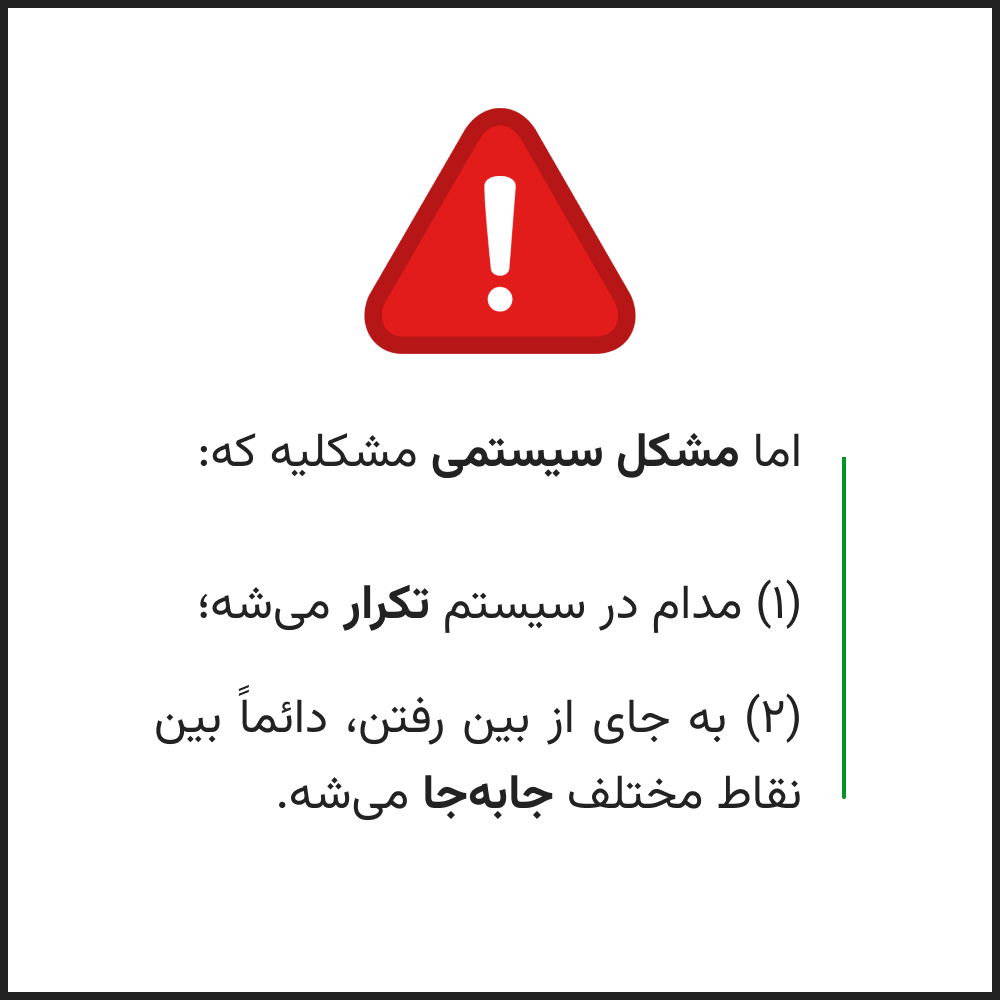 اما مشکل سیستمی مشکلیه که:
(۱) مدام در سیستم تکرار می‌شه؛
(۲) به جای از بین رفتن، دائماً بین
نقاط مختلف جابه‌جا می‌شه.